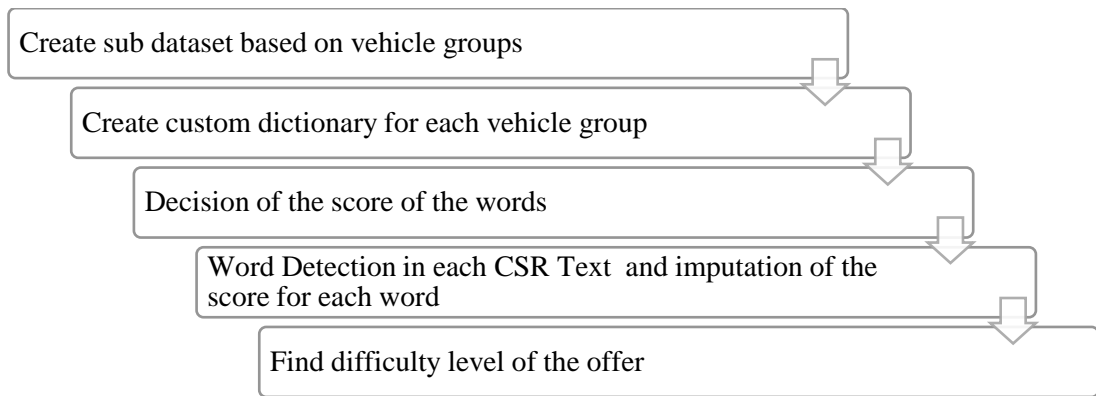 Create sub dataset based on vehicle groups
Create custom dictionary for each vehicle group
Decision of the score of the words
Word Detection in each CSR Text and imputation of the
score for each word
Find difficulty level of the offer